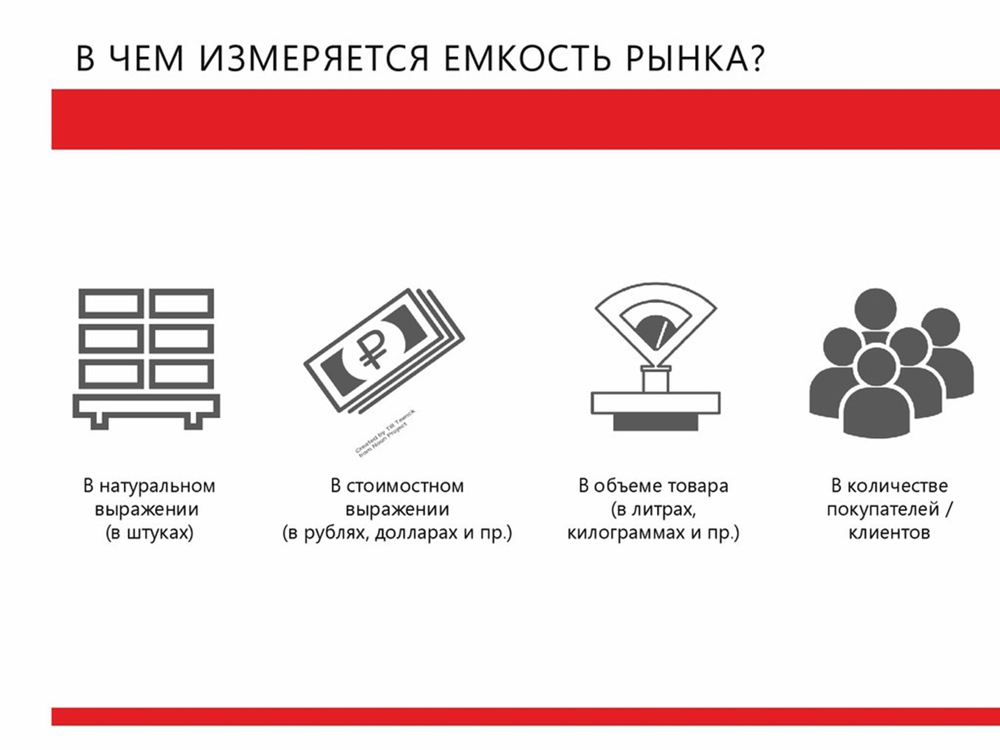 В ЧЕМ ИЗМЕРЯЕТСЯ ЕМКОСТЬ РЫНКА?
Created by Till Teenck
from Noun Project
В натуральном
выражении
(в штуках)
В стоимостном
выражении
(в рублях, долларах и пр.)
В объеме товара
(в литрах,
килограммах и пр.)
В количестве
покупателей /
клиентов